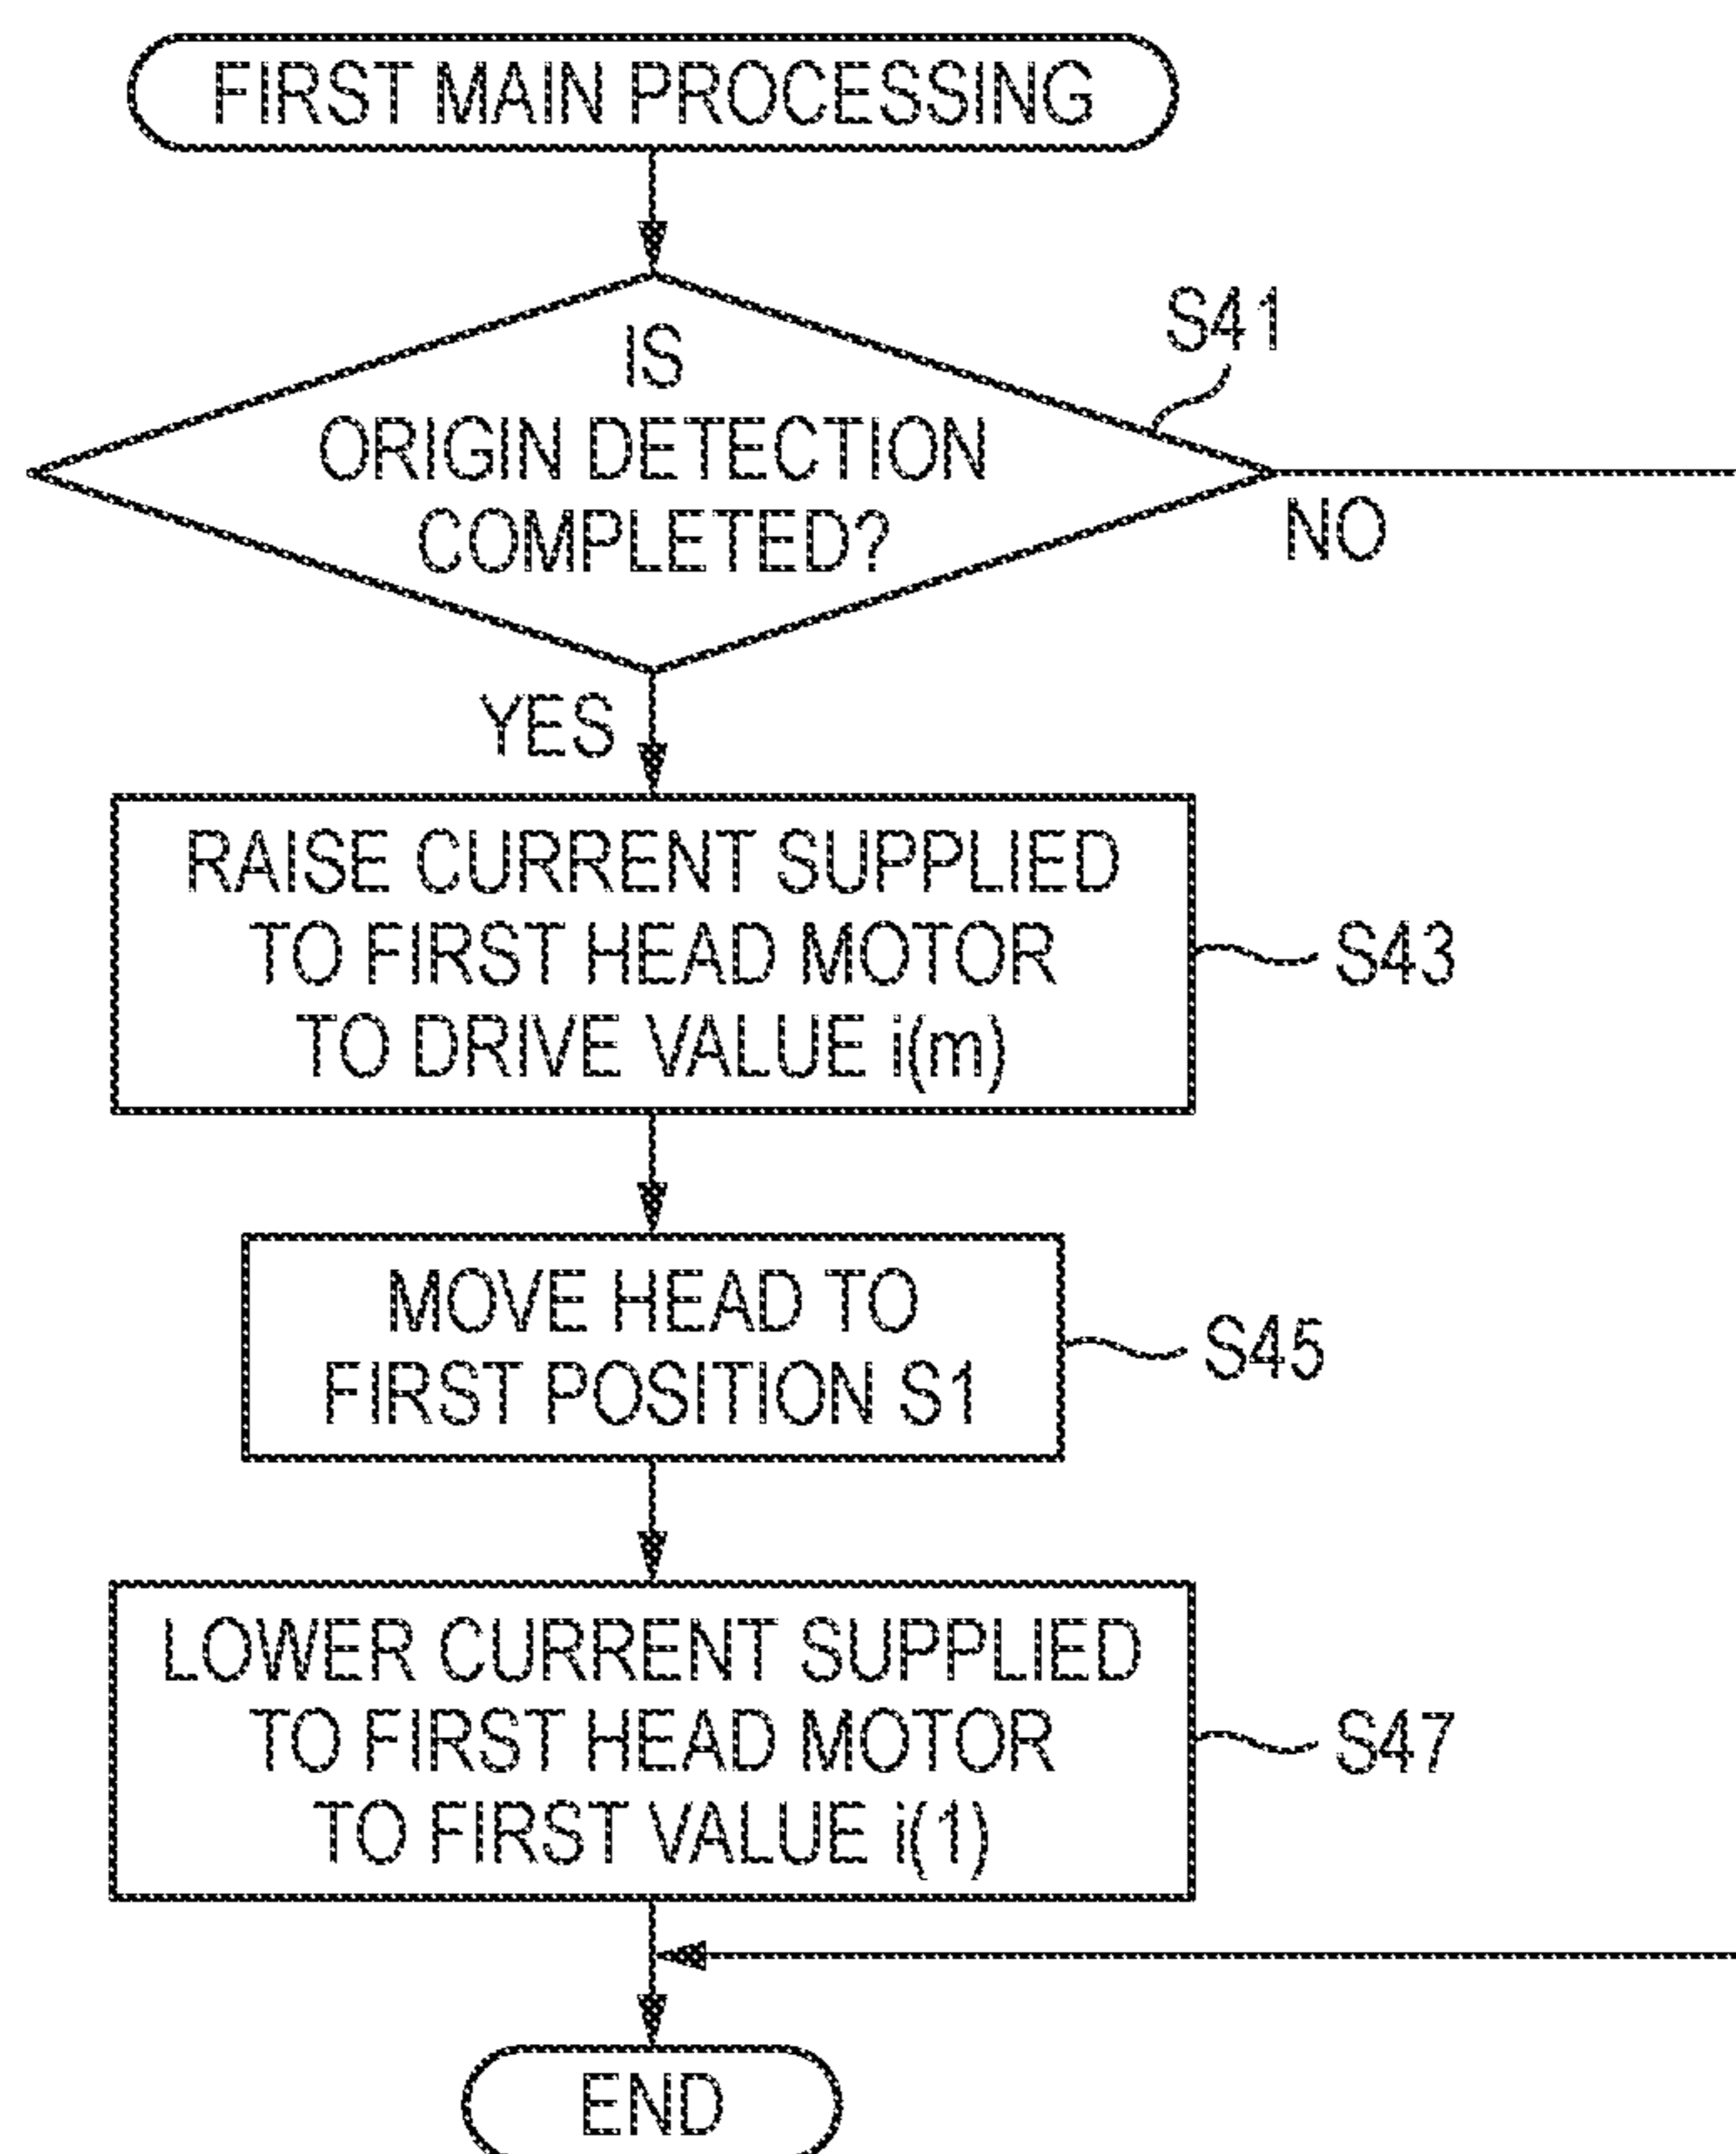 FIRST MAIN PROCESSING
S41
IS
ORIGIN DETECTION
COMPLETED?
NO
YES
RAISE CURRENT SUPPLIED
TO FIRST HEAD MOTOR
TO DRIVE VALUE i(m)
S43
MOVE HEAD TO
FIRST POSITION S1
S45
LOWER CURRENT SUPPLIED
TO FIRST HEAD MOTOR
TO FIRST VALUE i(1)
S47
END